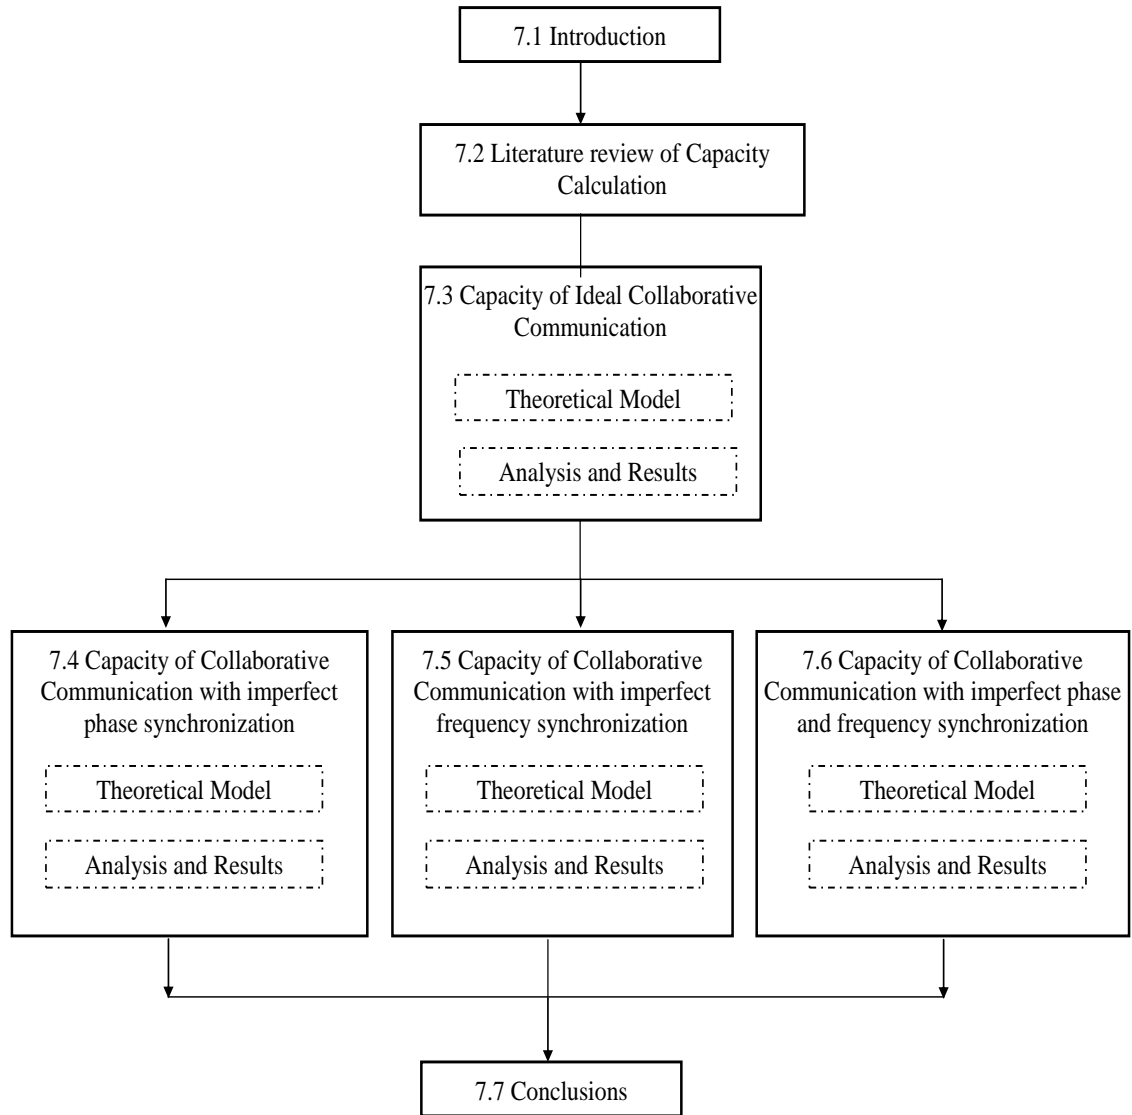 7.1 Introduction
7.2 Literature review of Capacity
Calculation
7.3 Capacity of Ideal Collaborative
Communication
Theoretical Model
Analysis and Results
7.4 Capacity of Collaborative
Communication with imperfect
phase synchronization
Theoretical Model
Analysis and Results
7.5 Capacity of Collaborative
Communication with imperfect
frequency synchronization
Theoretical Model
Analysis and Results
7.6 Capacity of Collaborative
Communication with imperfect phase
and frequency synchronization
Theoretical Model
Analysis and Results
7.7 Conclusions